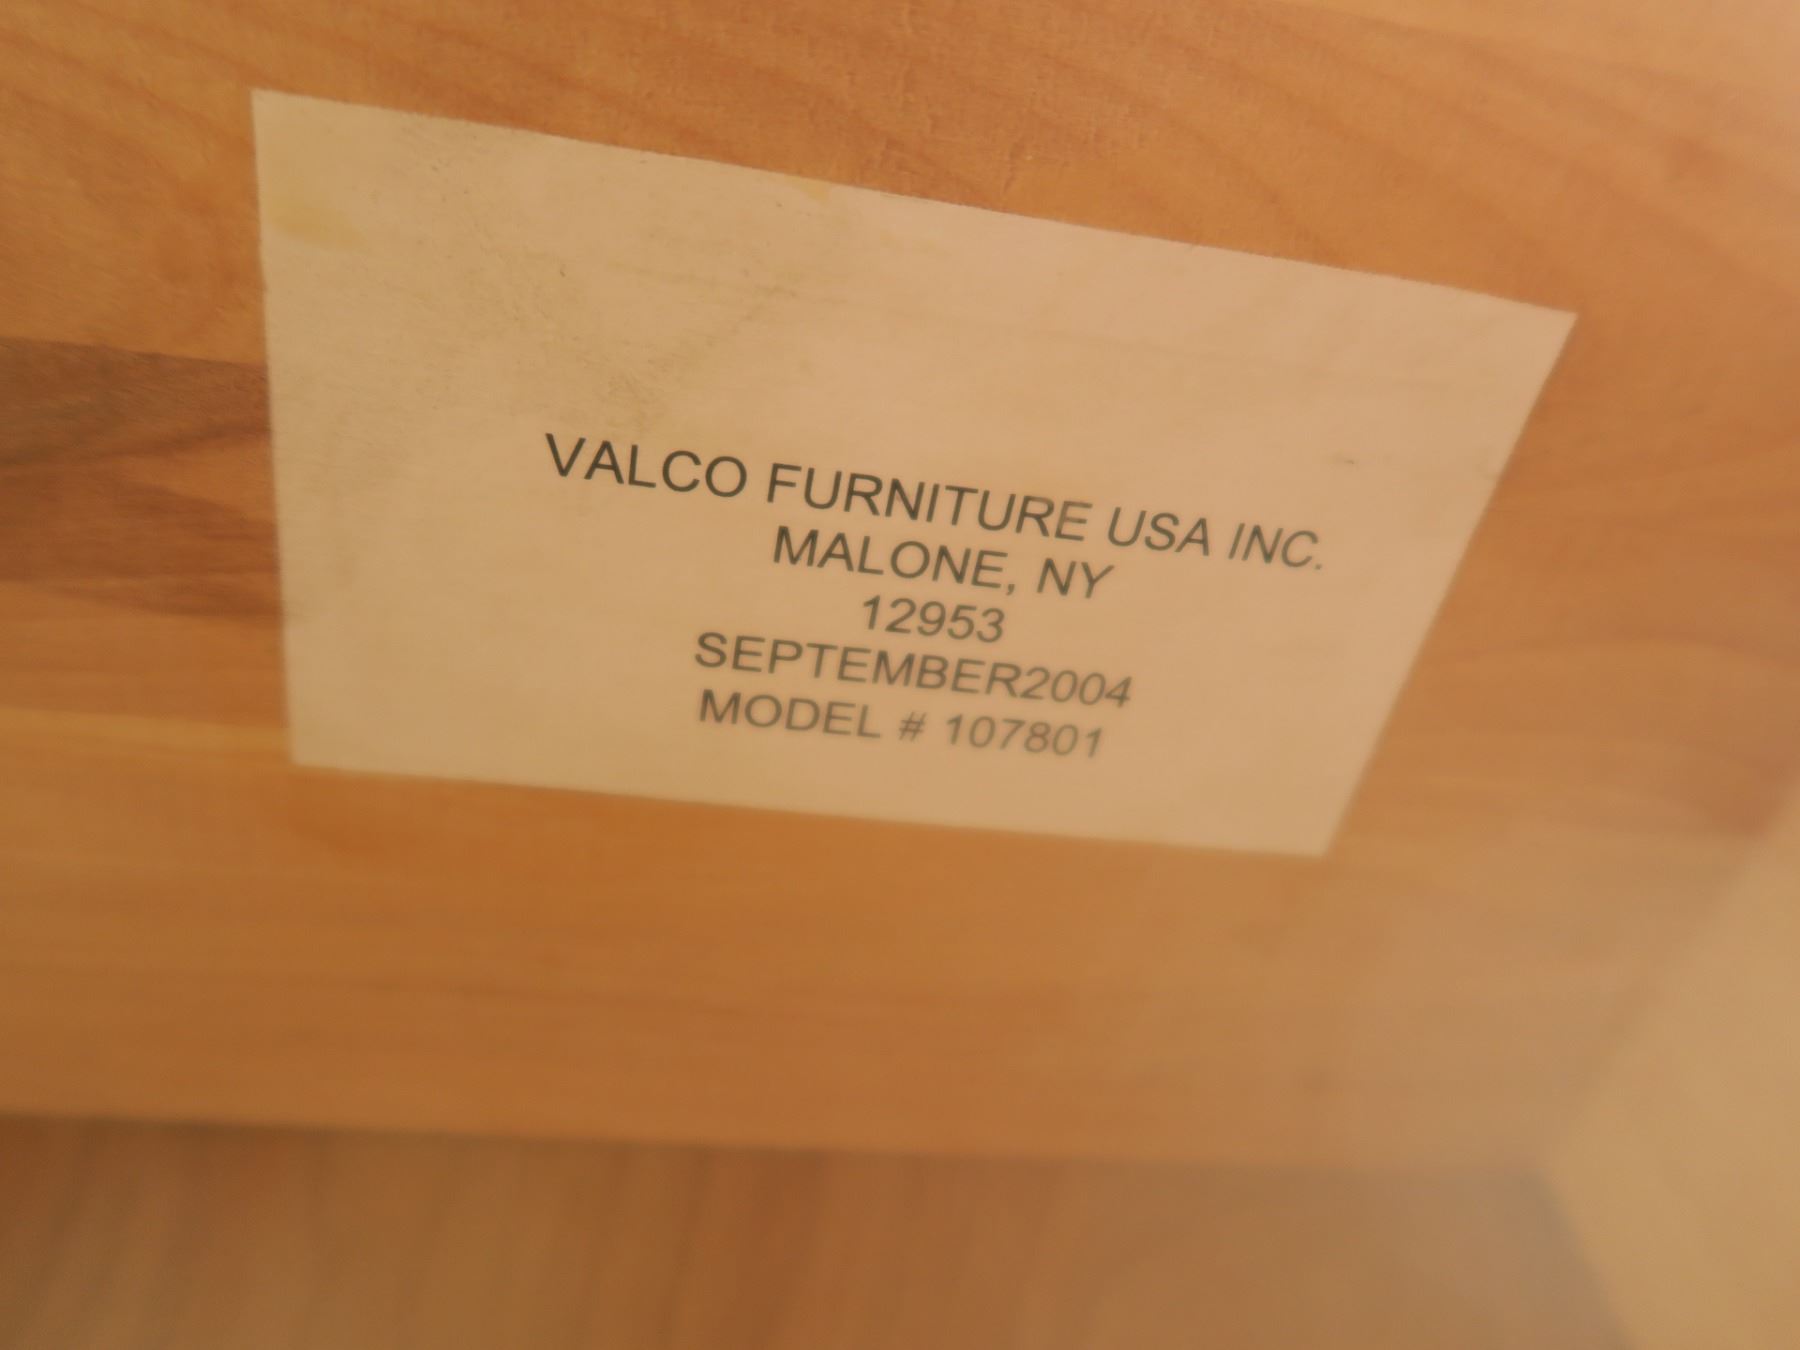 VALCO FURNITURE USA INC.
MALONE, NY
12953
SEPTEMBER2004
MODEL # 107801